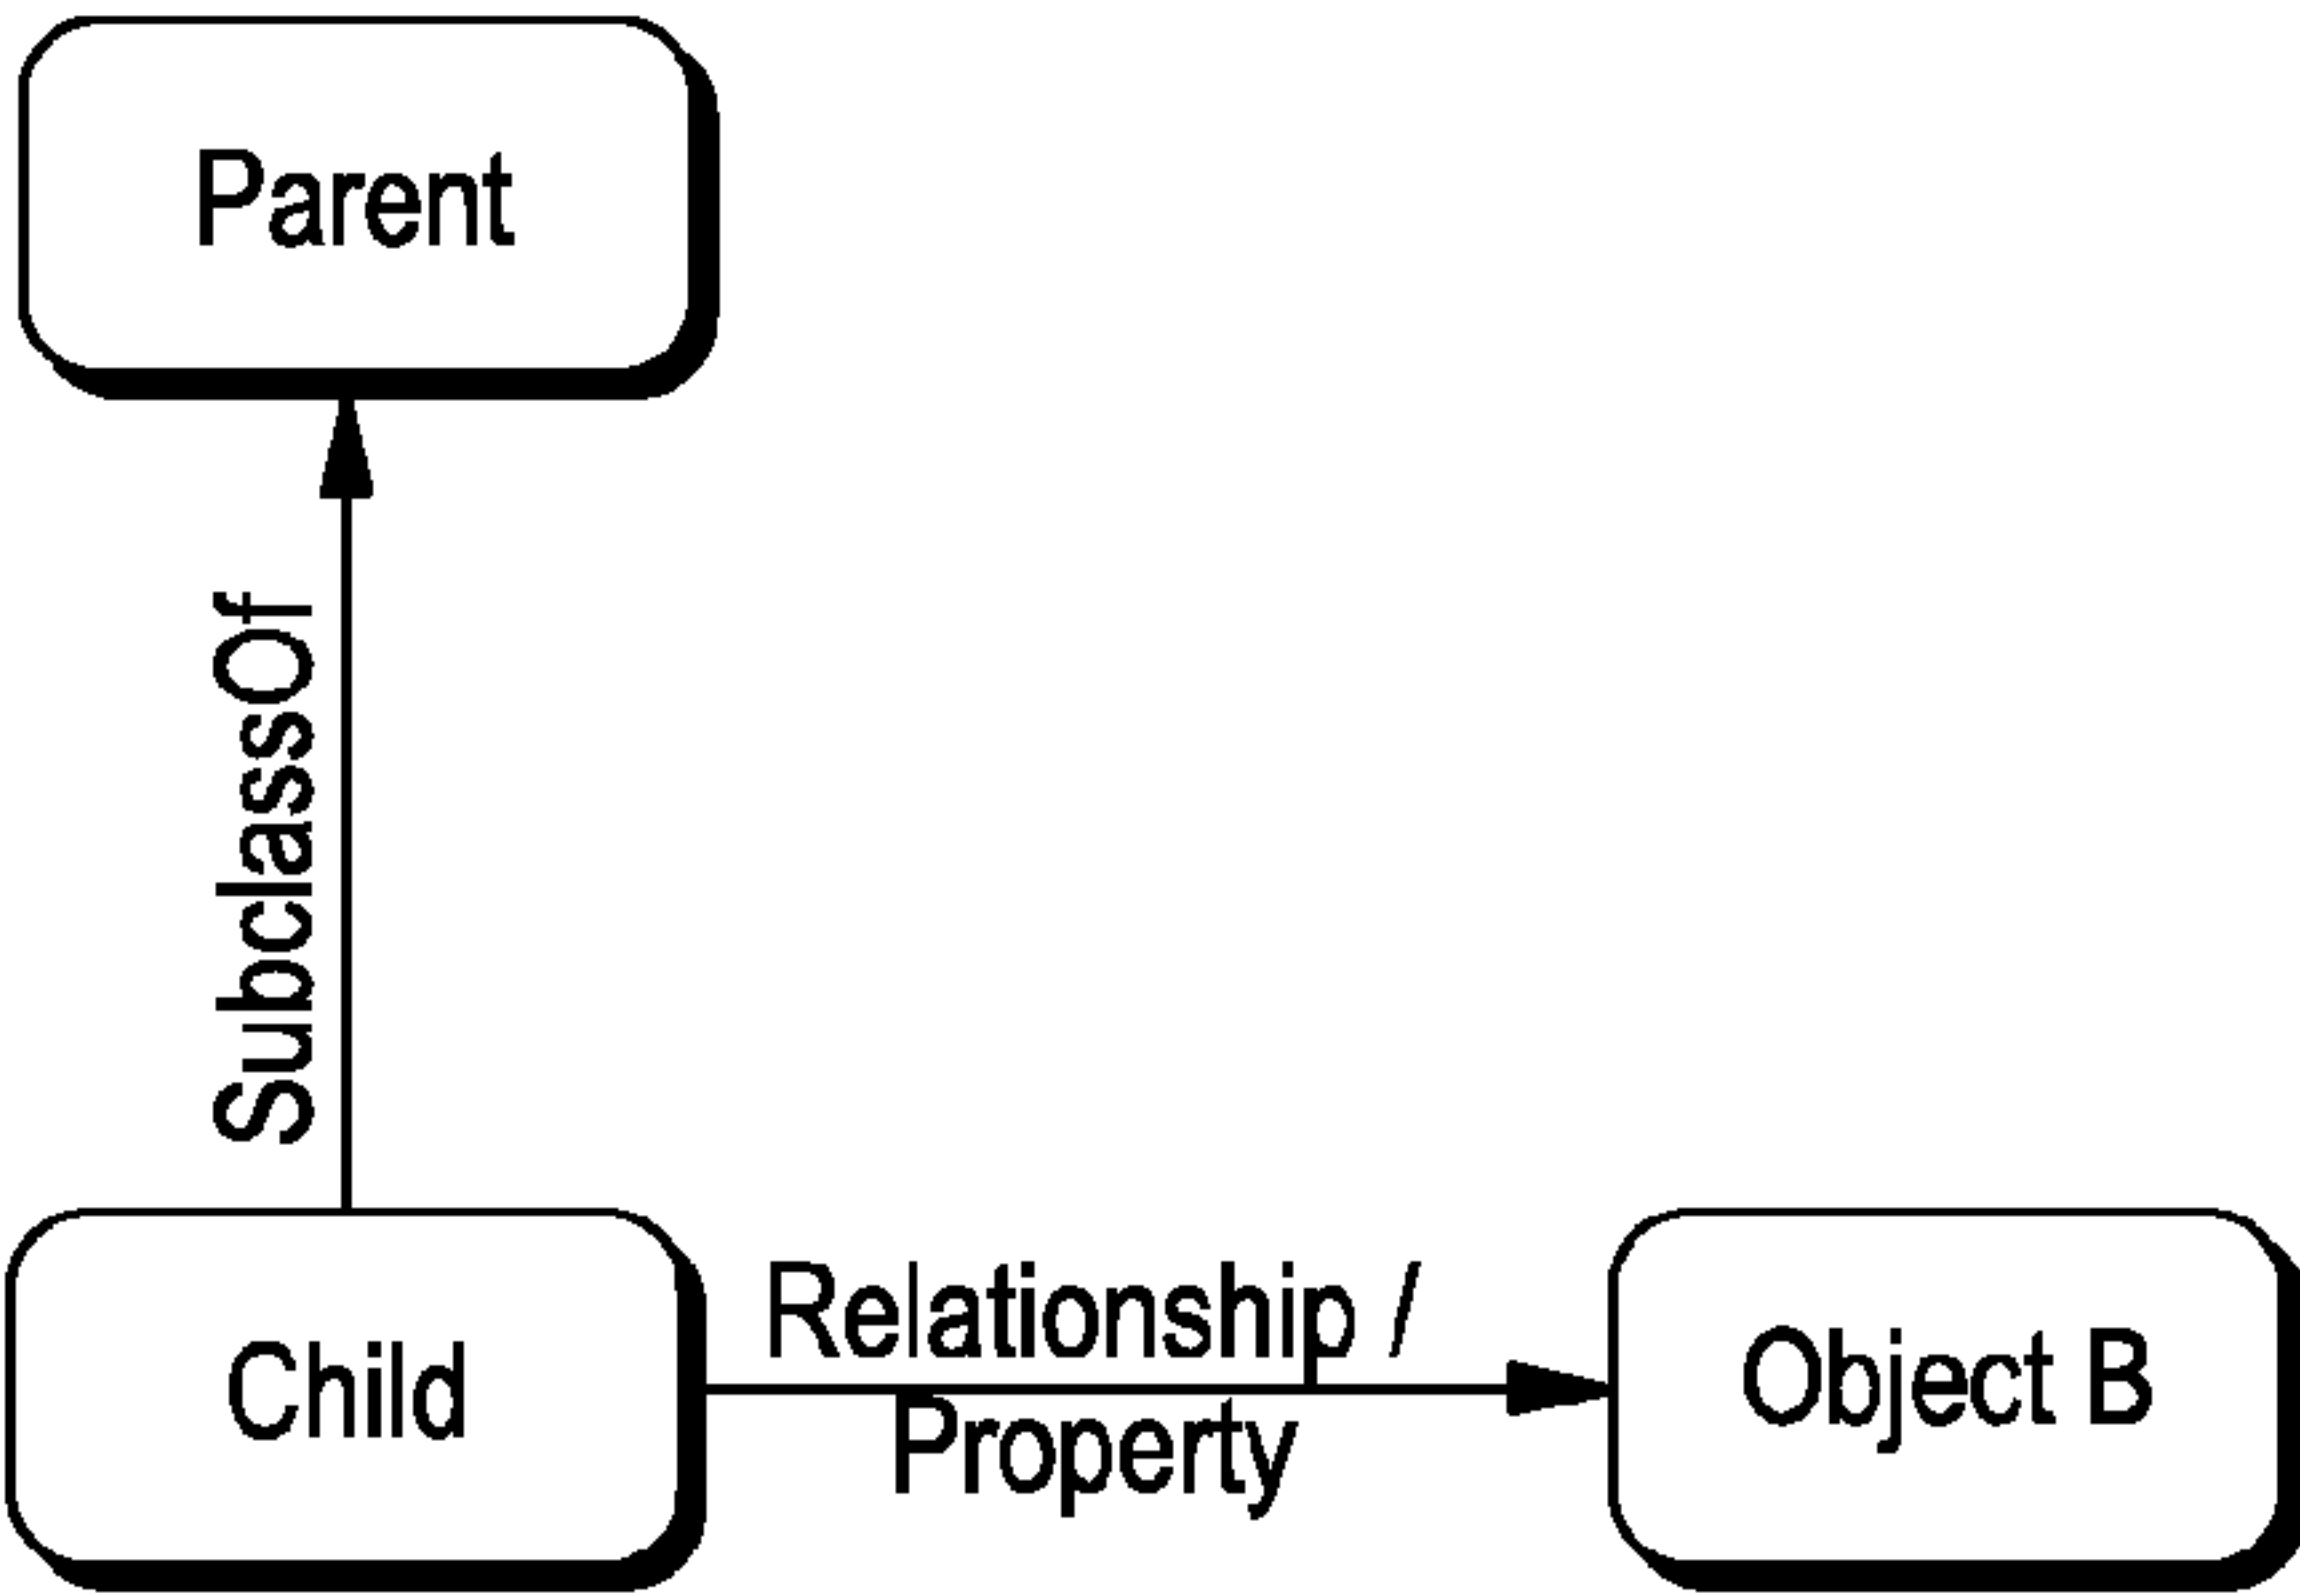 Parent
SubclassOf
Child
Relationship /
Property
Object B